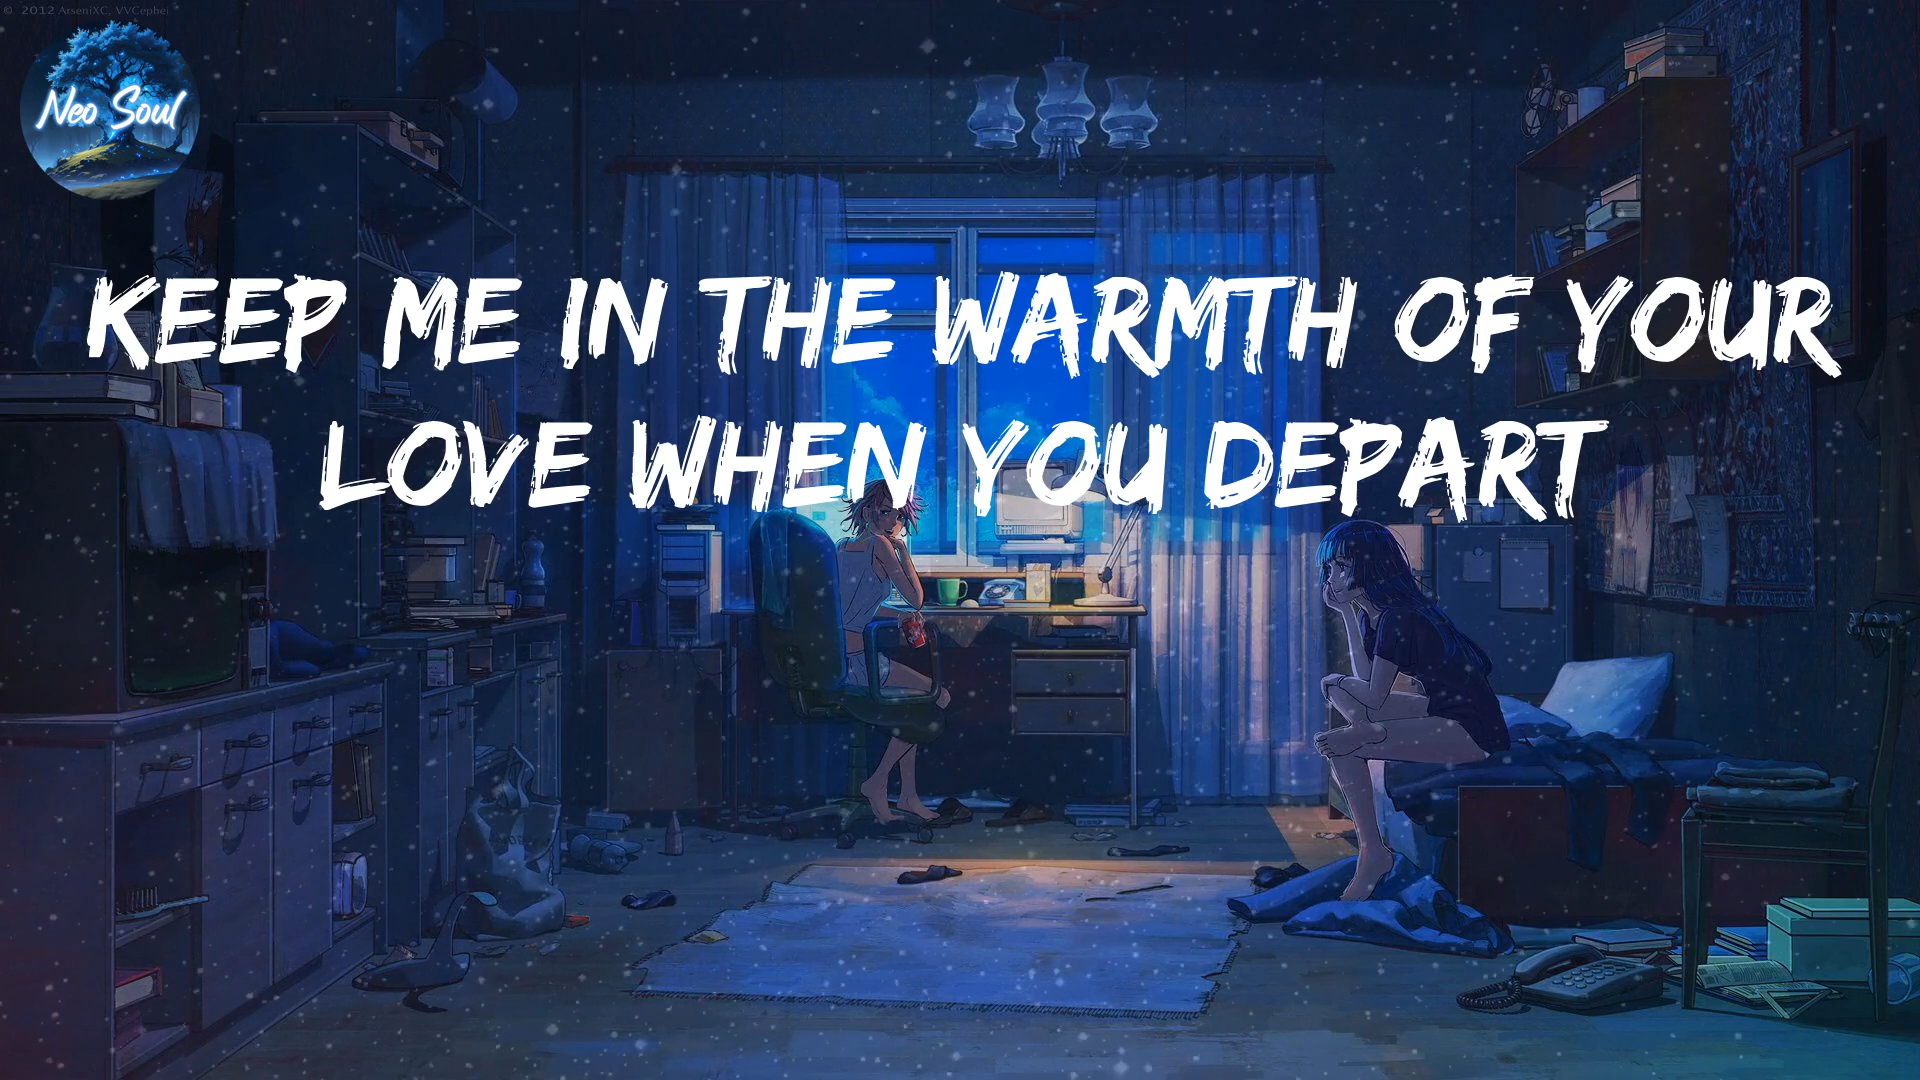 © 2012 ArseniXC, VVCephei
Neo Soul
KEEP ME IN THE WARMTH OF YOUR
LOVE WHEN YOU DEPART